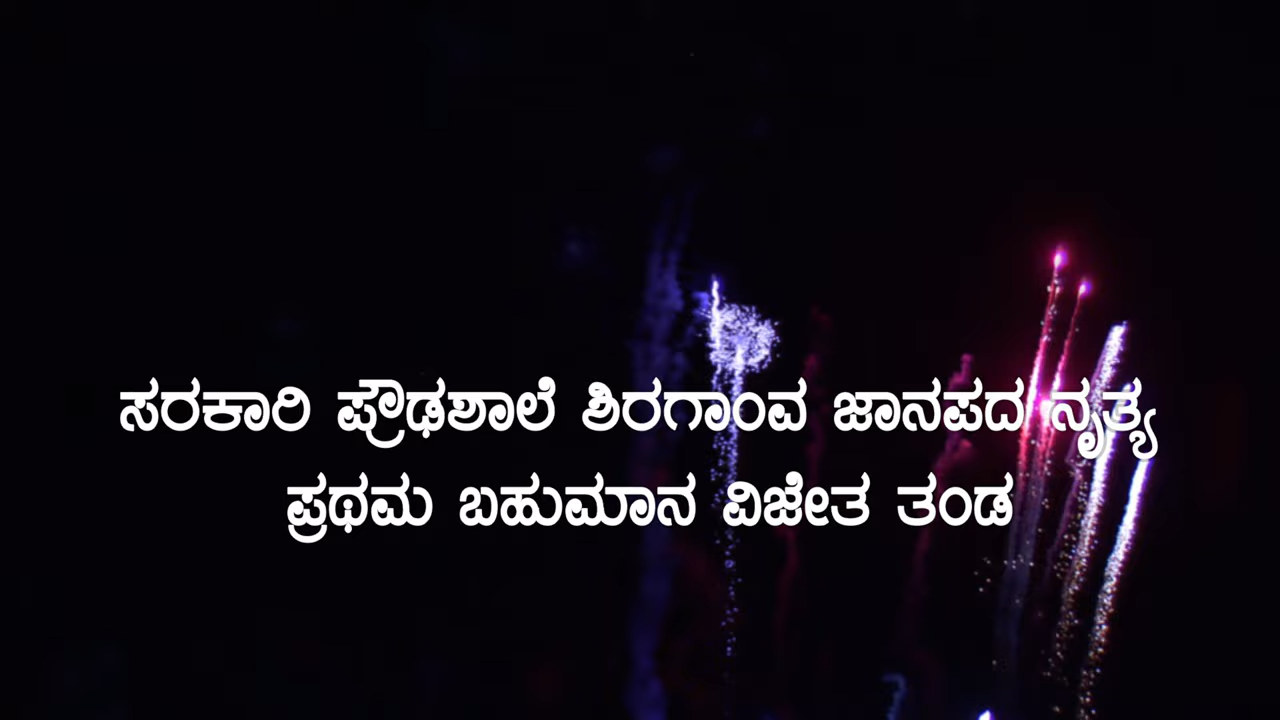 ಸರಕಾರಿ ಪ್ರೌಢಶಾಲೆ ಶಿರಗಾಂವ ಜಾನಪದ ನೃತ್ಯ
ಪ್ರಥಮ ಬಹುಮಾನ ವಿಜೇತ ತಂಡ